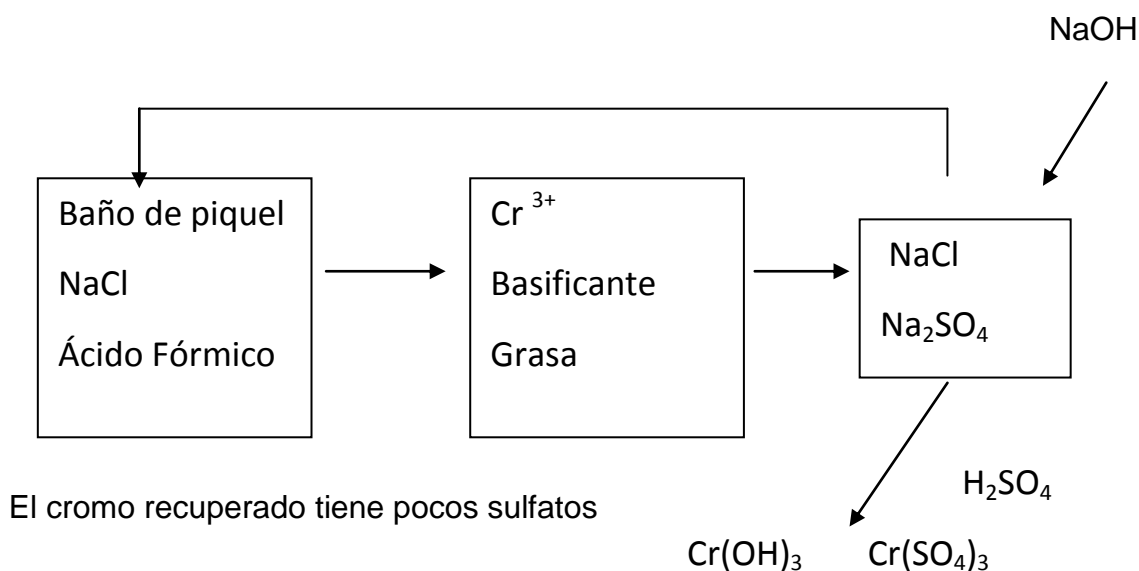 NaOH
Baño de piquel
NaCl
Ácido Fórmico
Cr 3+
Basificante
Grasa
NaCl
Na2SO4
H2SO4
El cromo recuperado tiene pocos sulfatos
Cr(OH)3 Cr(SO4)3